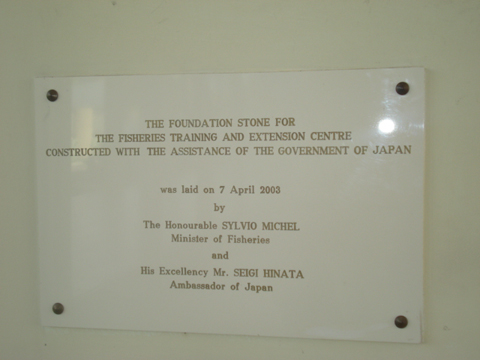 THE FOUNDATION STONE FOR
THE FISHERIES TRAINING AND EXTENSION CENTRE
CONSTRUCTED WITH THE ASSISTANCE OF THE GOVERNMENT OF JAPAN
was laid on 7 April 2003
by
The Honourable SYLVIO MICHEL
Minister of Fisheries
and
His Excellency Mr. SEIGI HINATA
Ambassador of Japan